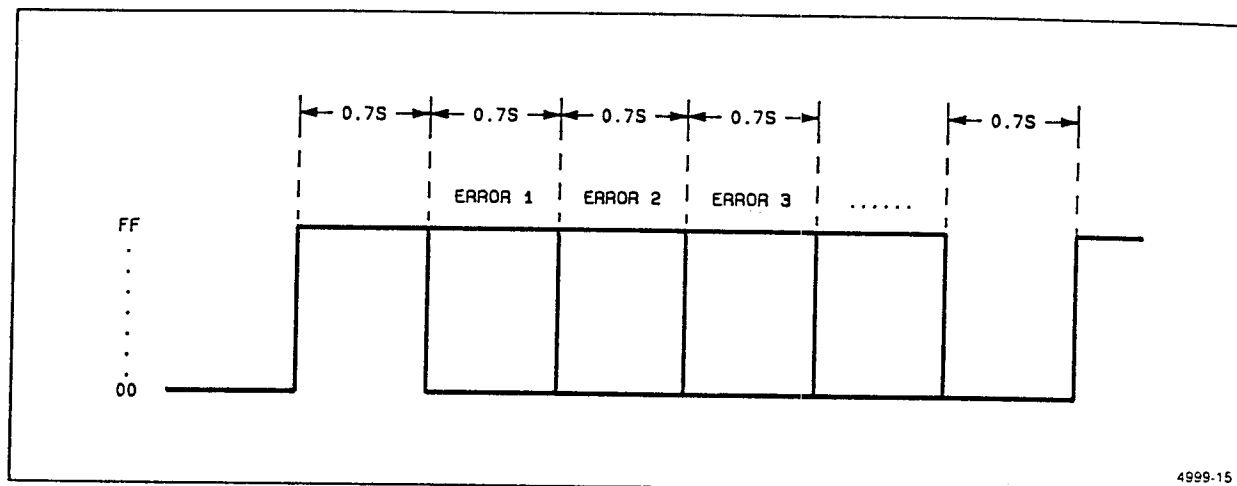 0.7S 0.7S 0.7S 0.7S 0.7S
ERROR 1 ERROR 2 ERROR 3 ......
FF
00
4999-15